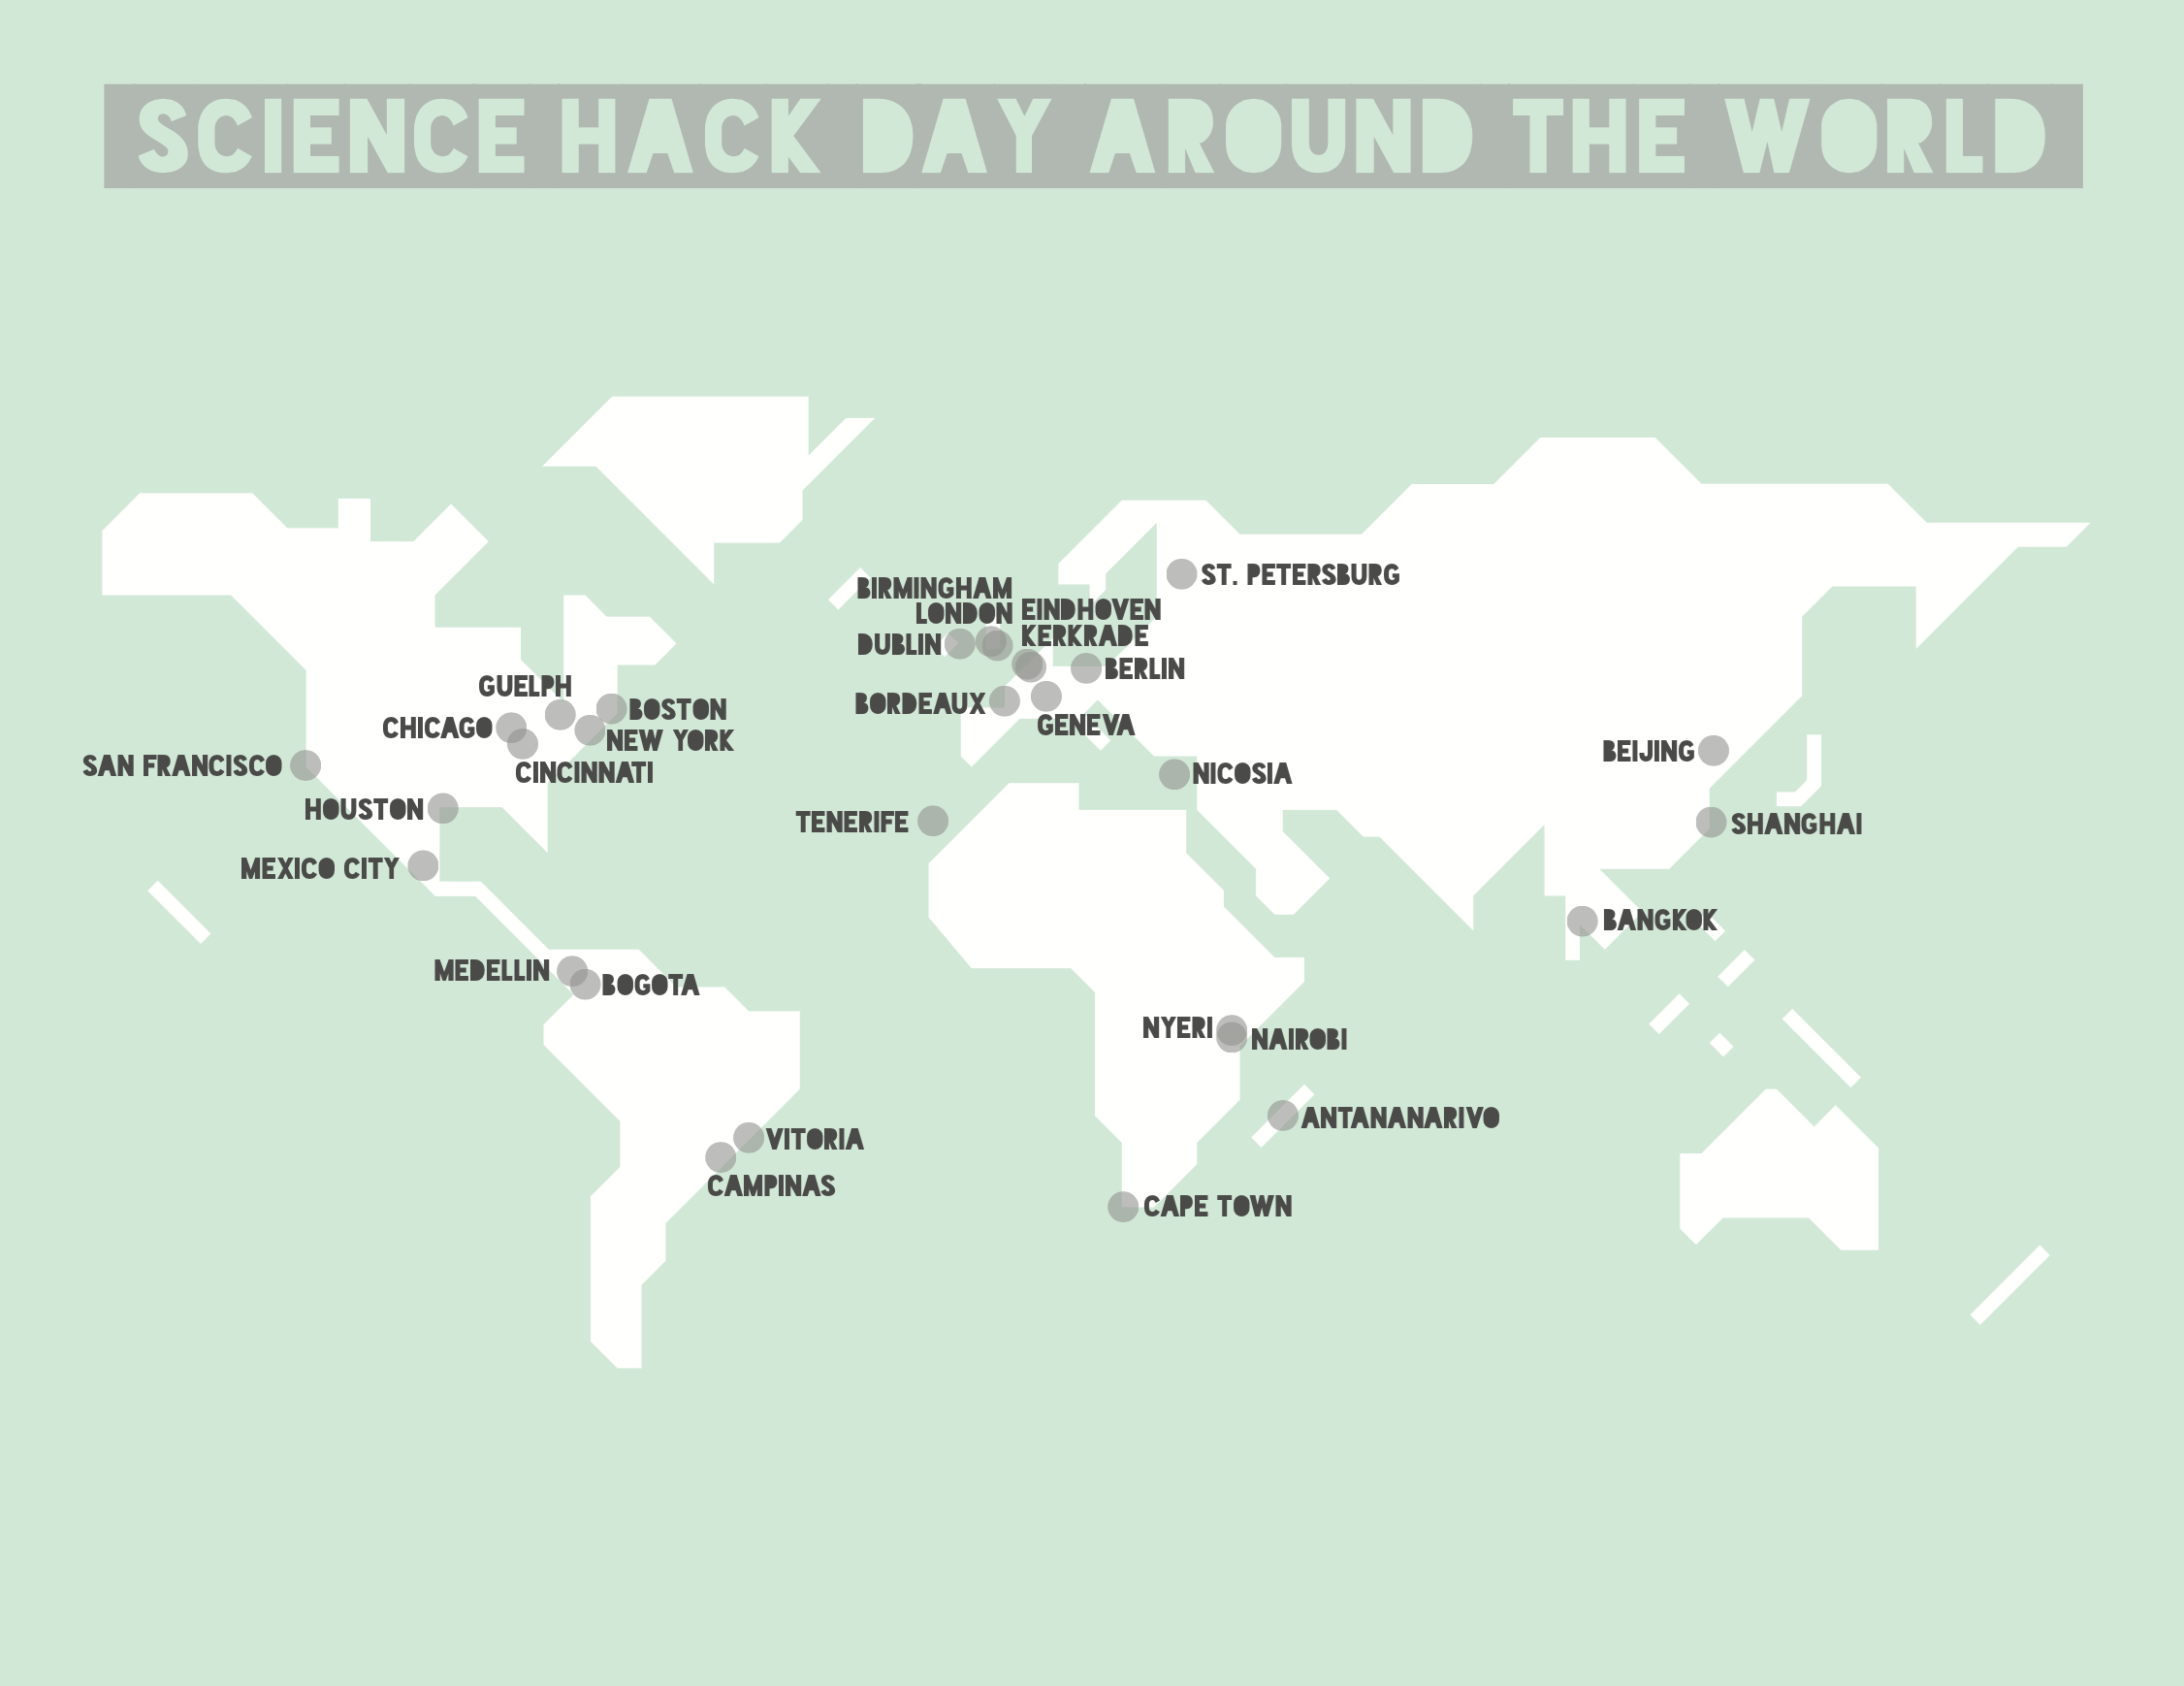 SCIENCE HACK DAY AROUND THE WORLD
ST. PETERSBURG
BIRMINGHAM
LONDON
EINDHOVEN
KERKRADE
DUBLIN
BERLIN
GUELPH
BORDEAUX
BOSTON
GENEVA
CHICAGO
NEW YORK
BEIJING
SAN FRANCISCO
CINCINNATI
NICOSIA
HOUSTON
TENERIFE
SHANGHAI
MEXICO CITY
BANGKOK
MEDELLIN
BOGOTA
NYERI
NAIROBI
ANTANANARIVO
VITORIA
CAMPINAS
CAPE TOWN